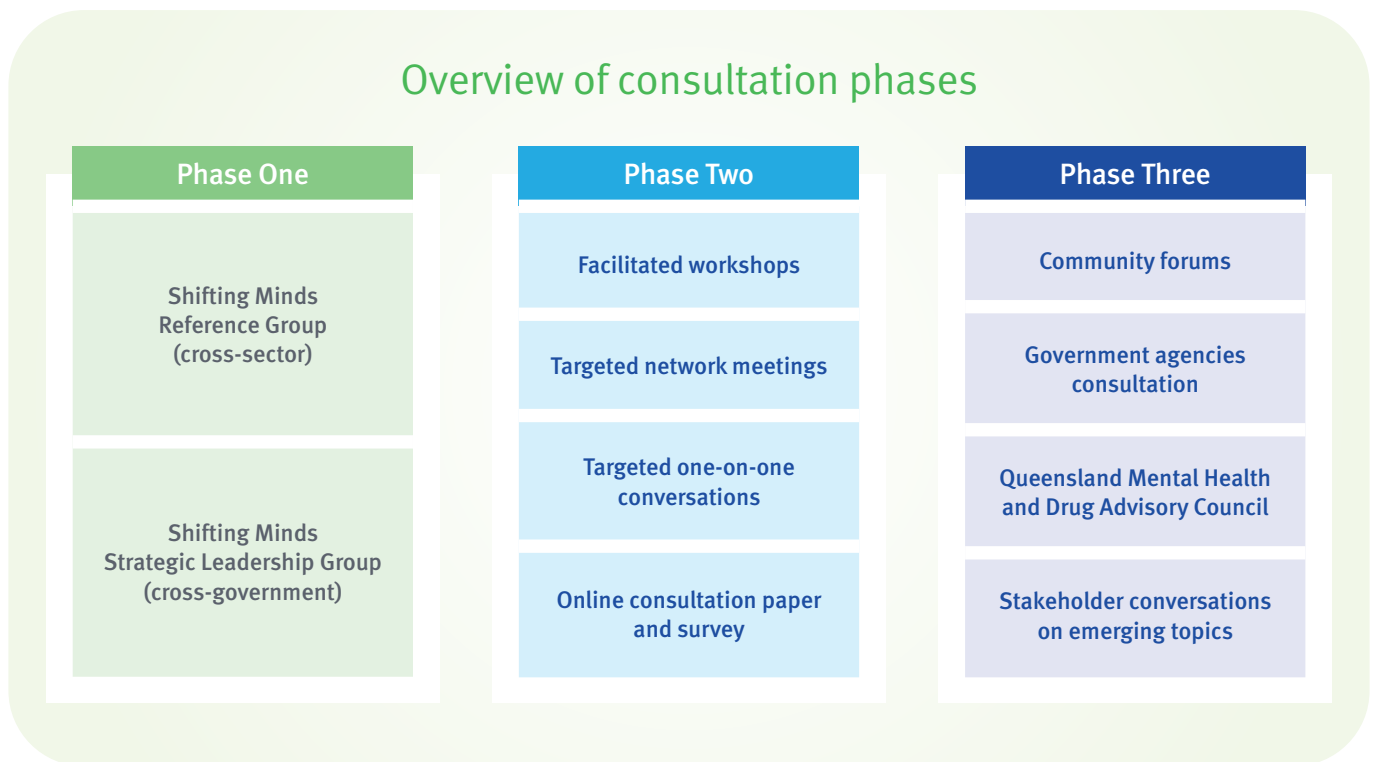 Overview of consultation phases
Phase One
Shifting Minds
Reference Group
(cross-sector)
Shifting Minds
Strategic Leadership Group
(cross-government)
Phase Two
Facilitated workshops
Targeted network meetings
Targeted one-on-one
conversations
Online consultation paper
and survey
Phase Three
Community forums
Government agencies
consultation
Queensland Mental Health
and Drug Advisory Council
Stakeholder conversations
on emerging topics